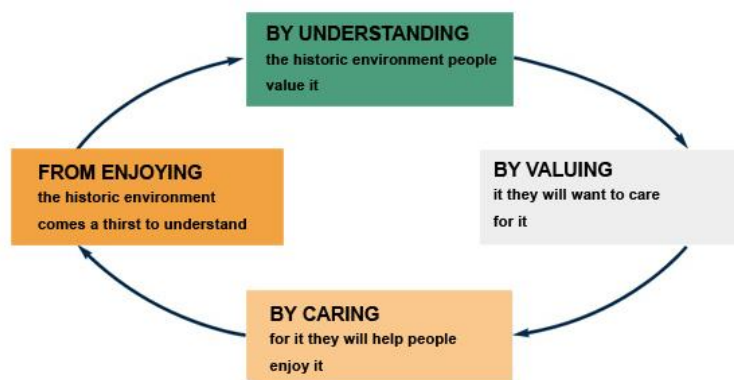 BY UNDERSTANDING
the historic environment people
value it
BY VALUING
it they will want to care
for it
BY CARING
for it they will help people
enjoy it
FROM ENJOYING
the historic environment
comes a thirst to understand